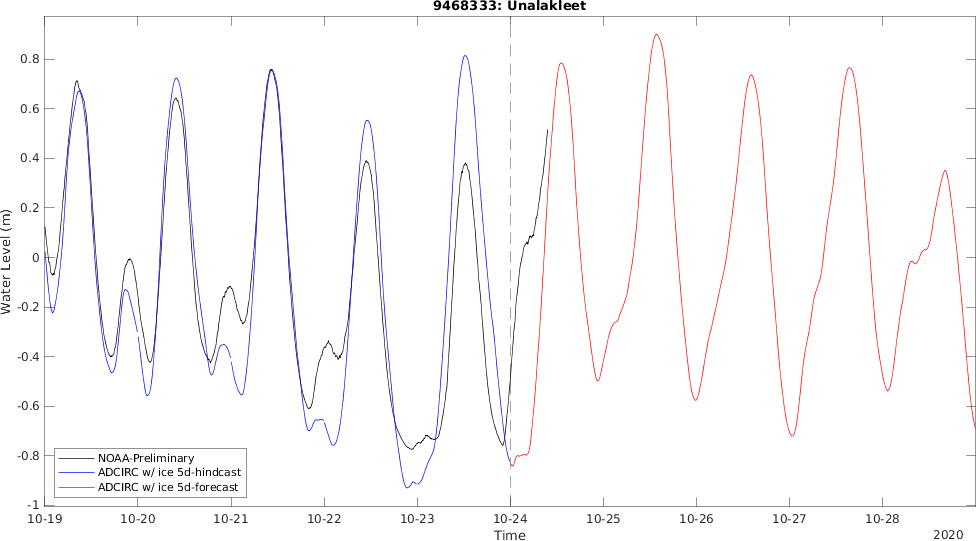 9468333: Unalakleet
Water Level (m)
0.8
0.6
0.4
0.2
0
-0.2
-0.4
-0.6
-0.8
-1
NOAA-Preliminary
ADCIRC w/ ice 5d-hindcast
ADCIRC w/ ice 5d-forecast
10-19 10-20 10-21 10-22 10-23 10-24 10-25 10-26 10-27 10-28
Time
2020